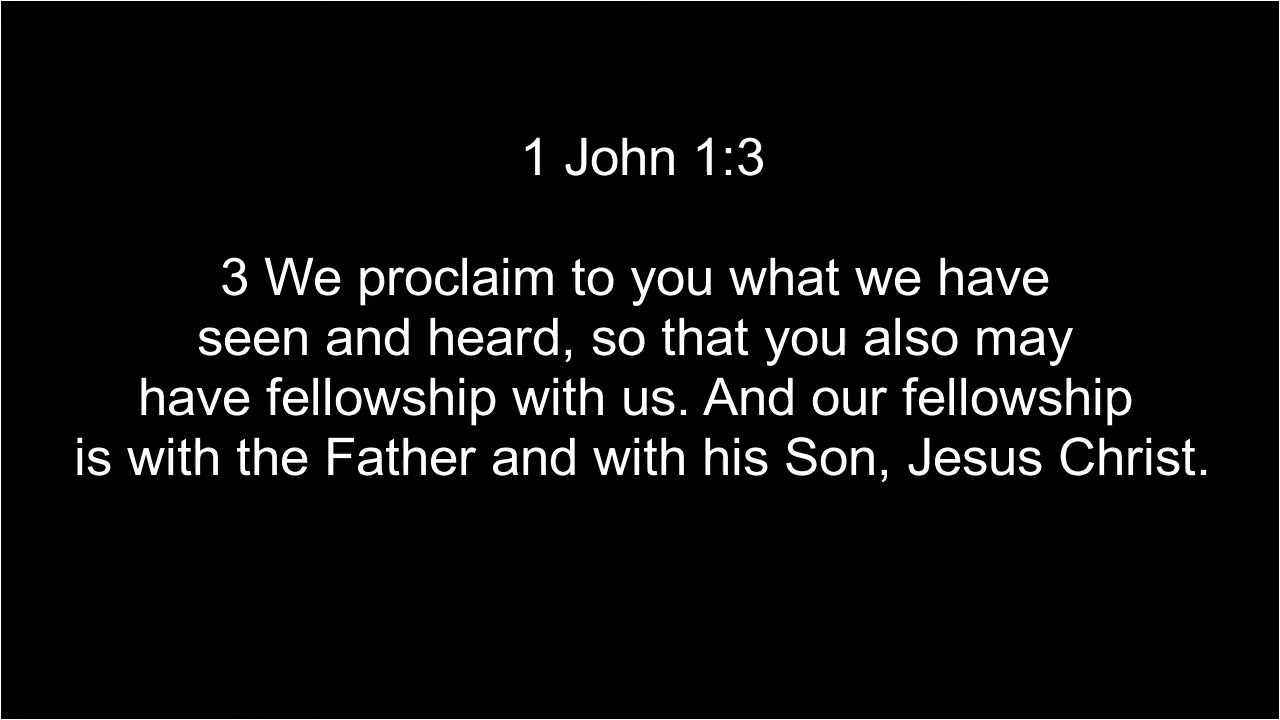 1 John 1:3
3 We proclaim to you what we have
seen and heard, so that you also may
have fellowship with us. And our fellowship
is with the Father and with his Son, Jesus Christ.